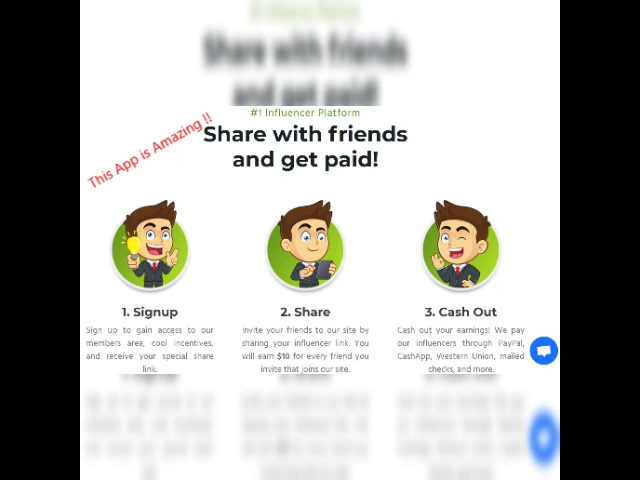 #1 Influencer Platform
Share with friends
and get paid!
This App is Amazing !!
1. Signup
Sign up to gain access to our
members area, cool incentives,
and receive your special share
link.
2. Share
Invite your friends to our site by
sharing your influencer link. You
will earn $10 for every friend you
invite that joins our site.
3. Cash Out
Cash out your earnings! We pay
our influencers through PayPal,
CashApp, Western Union, mailed
checks, and more.